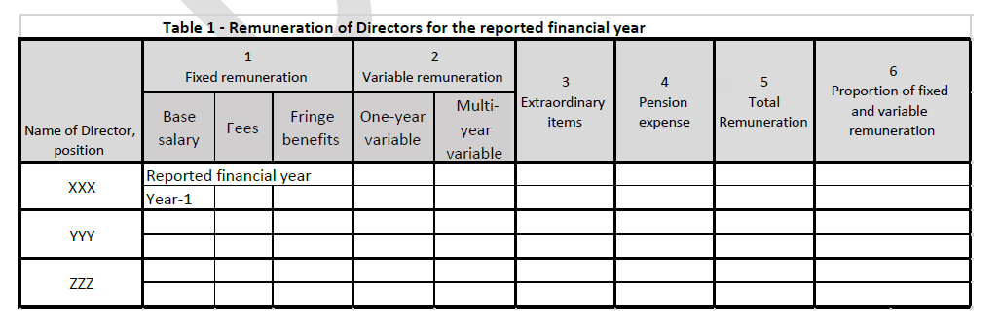 Table 1 - Remuneration of Directors for the reported financial year
Name of Director,
position
1
Fixed remuneration
2
Variable remuneration
3
Extraordinary
items
4
Pension
expense
5
Total
Remuneration
6
Proportion of fixed
and variable
remuneration
Base
salary
Fees
Fringe
benefits
One-year
variable
Multi-
year
variable
XXX
Reported financial year
Year-1
YYY
ZZZ